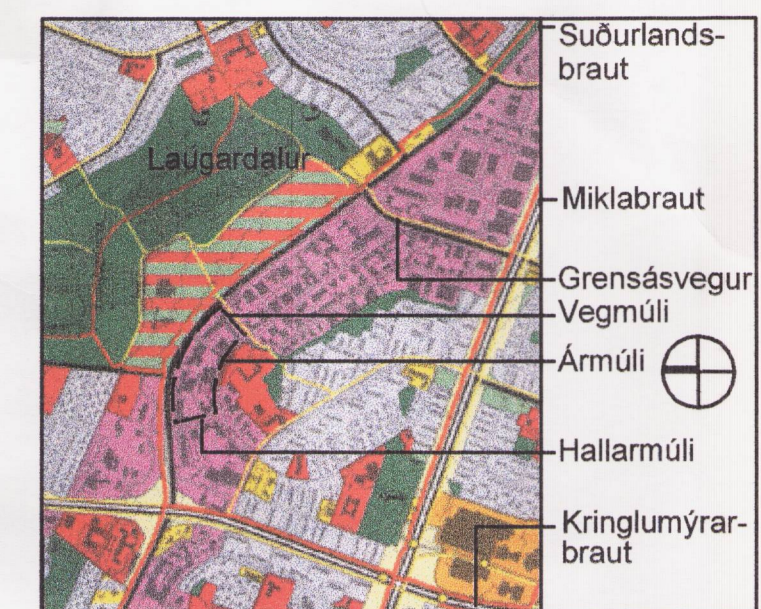 Suðurlands-
braut
Laugardalur
Miklabraut
Grensásvegur
Vegmúli
Ármúli
Hallarmúli
Kringlumýrar-
braut